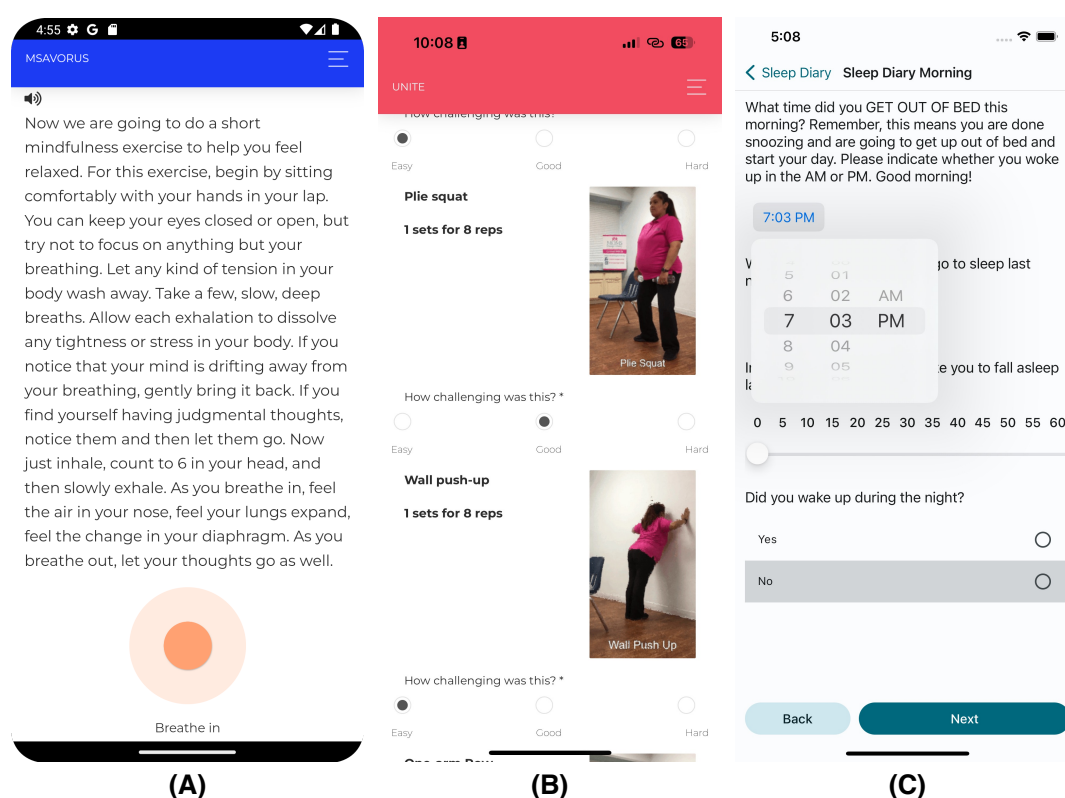 4:55
MSAVORUS
Now we are going to do a short
mindfulness exercise to help you feel
relaxed. For this exercise, begin by sitting
comfortably with your hands in your lap.
You can keep your eyes closed or open, but
try not to focus on anything but your
breathing. Let any kind of tension in your
body wash away. Take a few, slow, deep
breaths. Allow each exhalation to dissolve
any tightness or stress in your body. If you
notice that your mind is drifting away from
your breathing, gently bring it back. If you
find yourself having judgmental thoughts,
notice them and then let them go. Now
just inhale, count to 6 in your head, and
then slowly exhale. As you breathe in, feel
the air in your nose, feel your lungs expand,
feel the change in your diaphragm. As you
breathe out, let your thoughts go as well.
Breathe in
(A)
10:08
65
UNITE
How challenging was this?
Easy Good Hard
Plie squat
1 sets for 8 reps
Plie Squat
How challenging was this? *
Easy Good Hard
Wall push-up
1 sets for 8 reps
Wall Push Up
How challenging was this? *
Easy Good Hard
One arm Row
(B)
5:08
Sleep Diary Sleep Diary Morning
What time did you GET OUT OF BED this
morning? Remember, this means you are done
snoozing and are going to get up out of bed and
start your day. Please indicate whether you woke
up in the AM or PM. Good morning!
7:03 PM
go to sleep last
5 01
6 02 AM
7 03 PM
8 04
9 05
you to fall asleep
0 5 10 15 20 25 30 35 40 45 50 55 60
Did you wake up during the night?
Yes
No
Back Next
(C)